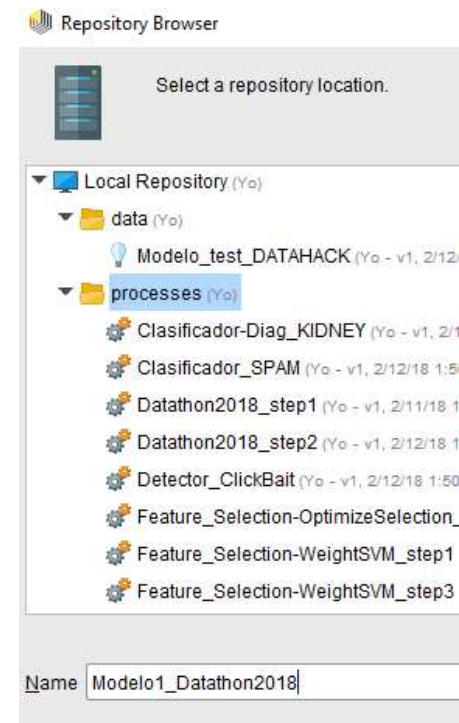 Repository Browser
Select a repository location.
Local Repository (Yo)
data (Yo)
Modelo_test_DATAHACK (Yo - v1, 2/12/
processes (Yo)
Clasificador-Diag_KIDNEY (Yo - v1, 2/1
Clasificador_SPAM (Yo - v1, 2/12/18 1:5
Datathon2018_step1 (Yo - v1, 2/11/18 1
Datathon2018_step2 (Yo - v1, 2/12/18 1
Detector_ClickBait (Yo - v1, 2/12/18 1:50
Feature_Selection-OptimizeSelection_
Feature_Selection-WeightSVM_step1
Feature_Selection-WeightSVM_step3
Name Modelo1_Datathon2018